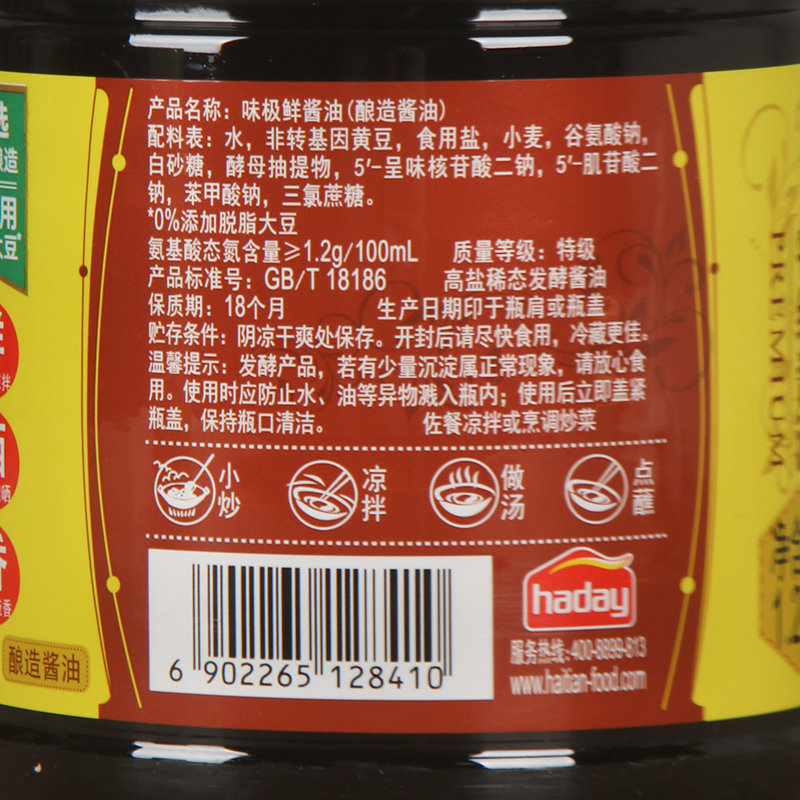 产品名称：味极鲜酱油(酿造酱油)
配料表：水，非转基因黄豆，食用盐，小麦，谷氨酸钠，
白砂糖，酵母抽提物，5′-呈味核苷酸二钠，5′-肌苷酸二
钠，苯甲酸钠，三氯蔗糖。
*0%添加脱脂大豆
氨基酸态氮含量≥1.2g/100mL 质量等级：特级
产品标准号：GB/T 18186 高盐稀态发酵酱油
保质期：18个月 生产日期印于瓶肩或瓶盖
贮存条件：阴凉干爽处保存。开封后请尽快食用，冷藏更佳。
温馨提示：发酵产品，若有少量沉淀属正常现象，请放心食
用。使用时应防止水、油等异物溅入瓶内；使用后立即盖紧
瓶盖，保持瓶口清洁。 佐餐凉拌或烹调炒菜
小炒
凉拌
做汤
点蘸
6 902265 128410
haday
服务热线:400-8899-813
www.haitian-food.com
酿造酱油
PREMIUM